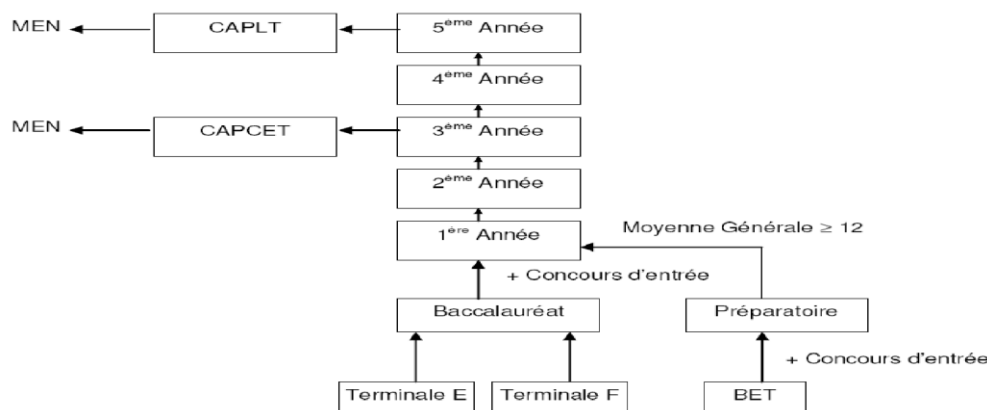 MEN CAPLT 5ème Année
4ème Année
MEN CAPCET 3ème Année
2ème Année
1ère Année Moyenne Générale ≥ 12
+ Concours d'entrée
Baccalauréat Préparatoire
+ Concours d'entrée
Terminale E Terminale F BET